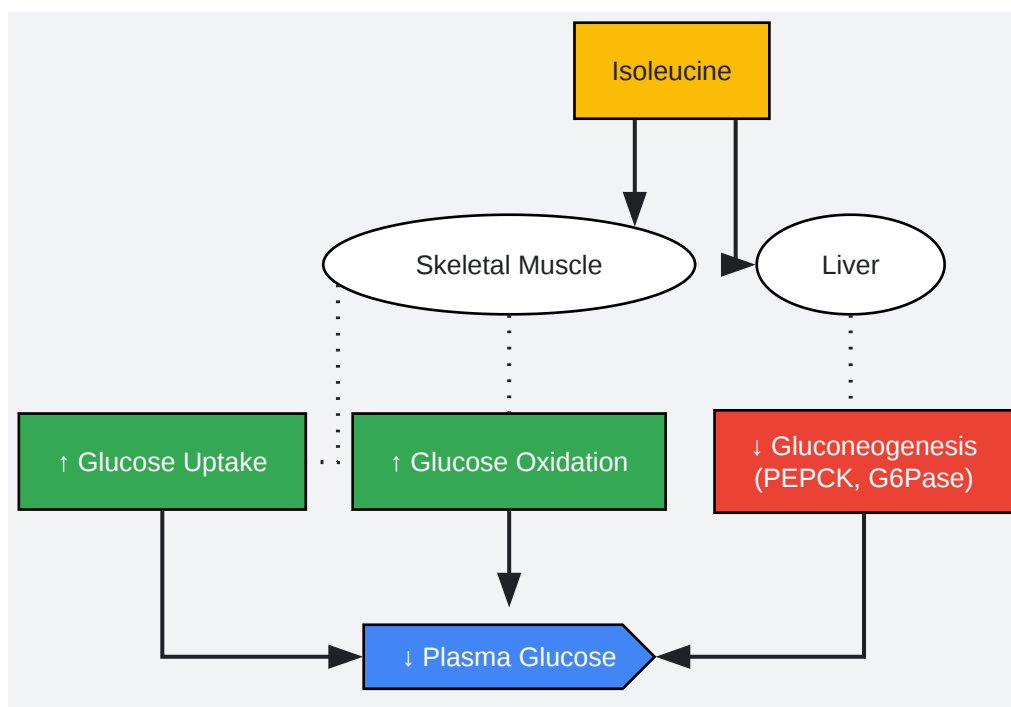 Isoleucine
Skeletal Muscle
Liver
↑ Glucose Uptake
↑ Glucose Oxidation
↓ Gluconeogenesis
(PEPCK, G6Pase)
↓ Plasma Glucose